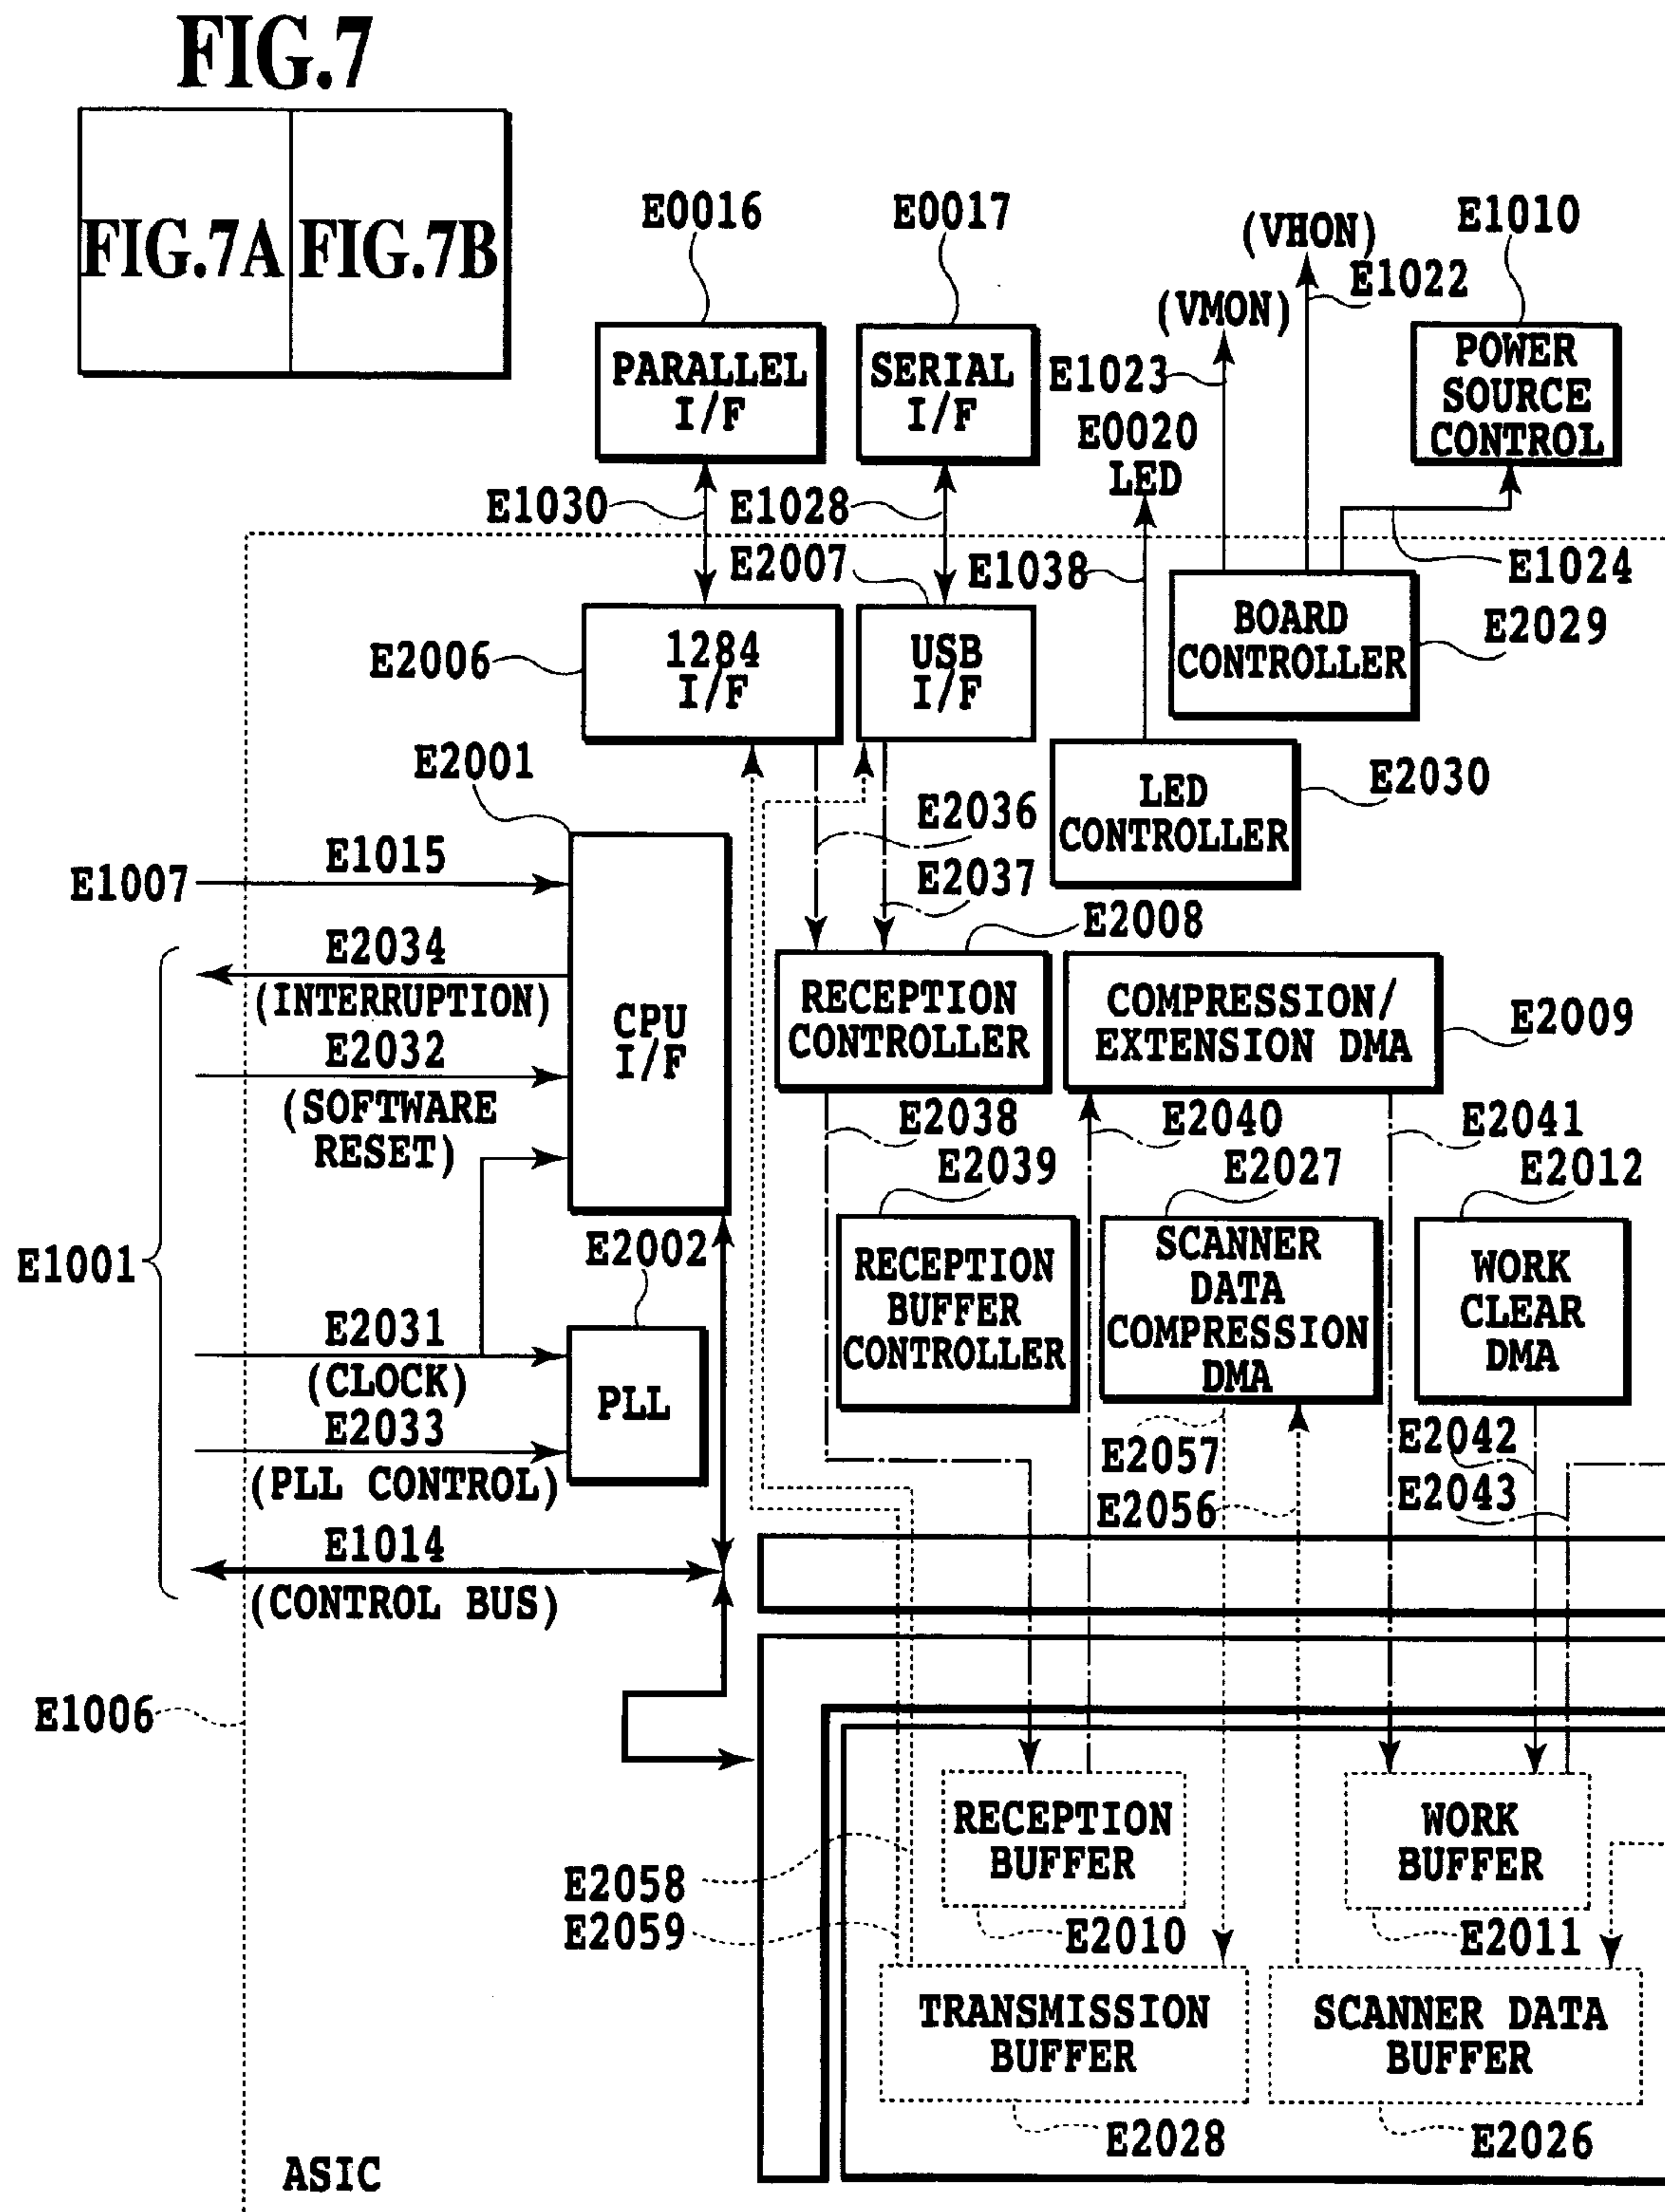 FIG.7
FIG.7A
FIG.7B
E0016
E0017
(VHON)
E1010
E1022
(VMON)
PARALLEL
I/F
SERIAL
I/F
E1023
POWER
SOURCE
CONTROL
E0020
LED
E1030
E1028
E2007
E1038
E1024
E2006
1284
I/F
USB
I/F
BOARD
CONTROLLER
E2029
E2001
LED
CONTROLLER
E2030
E2036
E1015
E1007
E2037
E2008
E2034
(INTERRUPTION)
CPU
I/F
RECEPTION
CONTROLLER
COMPRESSION/
EXTENSION DMA
E2009
E2032
(SOFTWARE
RESET)
E2038
E2040
E2041
E2039
E2027
E2012
E1001
E2002
RECEPTION
BUFFER
CONTROLLER
SCANNER
DATA
COMPRESSION
DMA
WORK
CLEAR
DMA
E2031
(CLOCK)
PLL
E2033
(PLL CONTROL)
E2057
E2042
E2056
E2043
E1014
(CONTROL BUS)
E1006
RECEPTION
BUFFER
WORK
BUFFER
E2058
E2059
E2010
E2011
TRANSMISSION
BUFFER
SCANNER DATA
BUFFER
E2028
E2026
ASIC